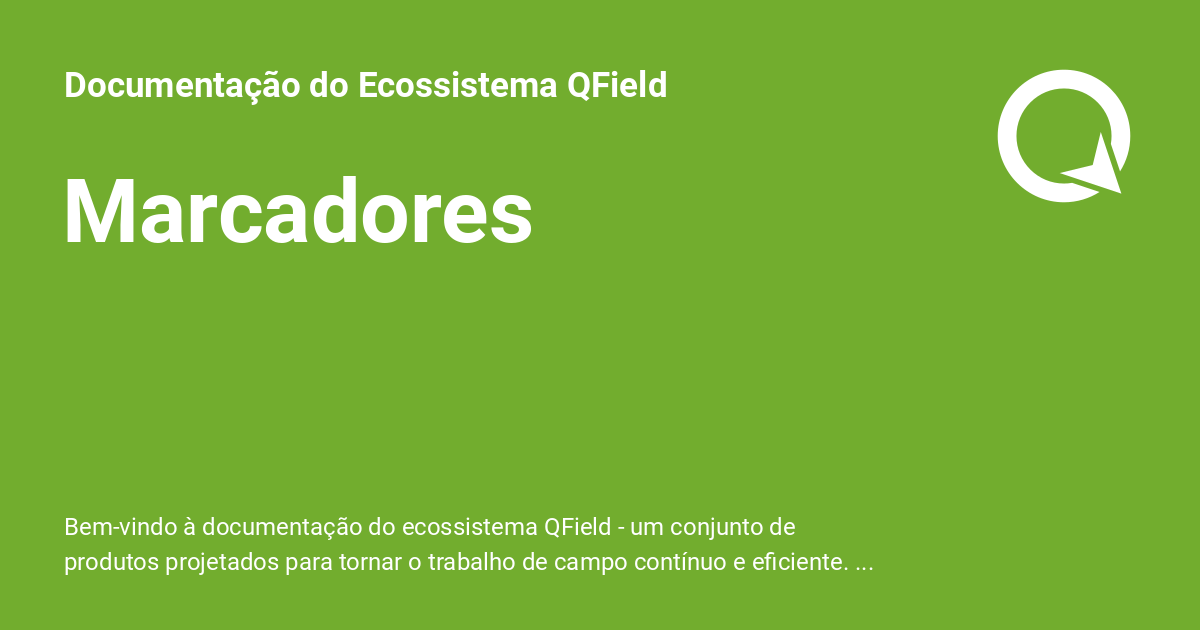 Documentação do Ecossistema QField
Marcadores
Bem-vindo à documentação do ecossistema QField - um conjunto de
produtos projetados para tornar o trabalho de campo contínuo e eficiente. ...